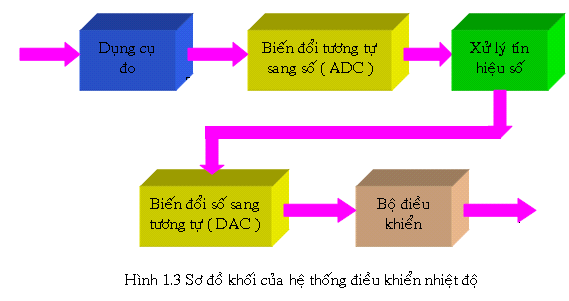 Dụng cụ
đo
Biến đổi tương tự
sang số ( ADC )
Xử lý tín
hiệu số
Biến đổi số sang
tương tự ( DAC )
Bộ điều
khiển
Hình 1.3 Sơ đồ khối của hệ thống điều khiển nhiệt độ